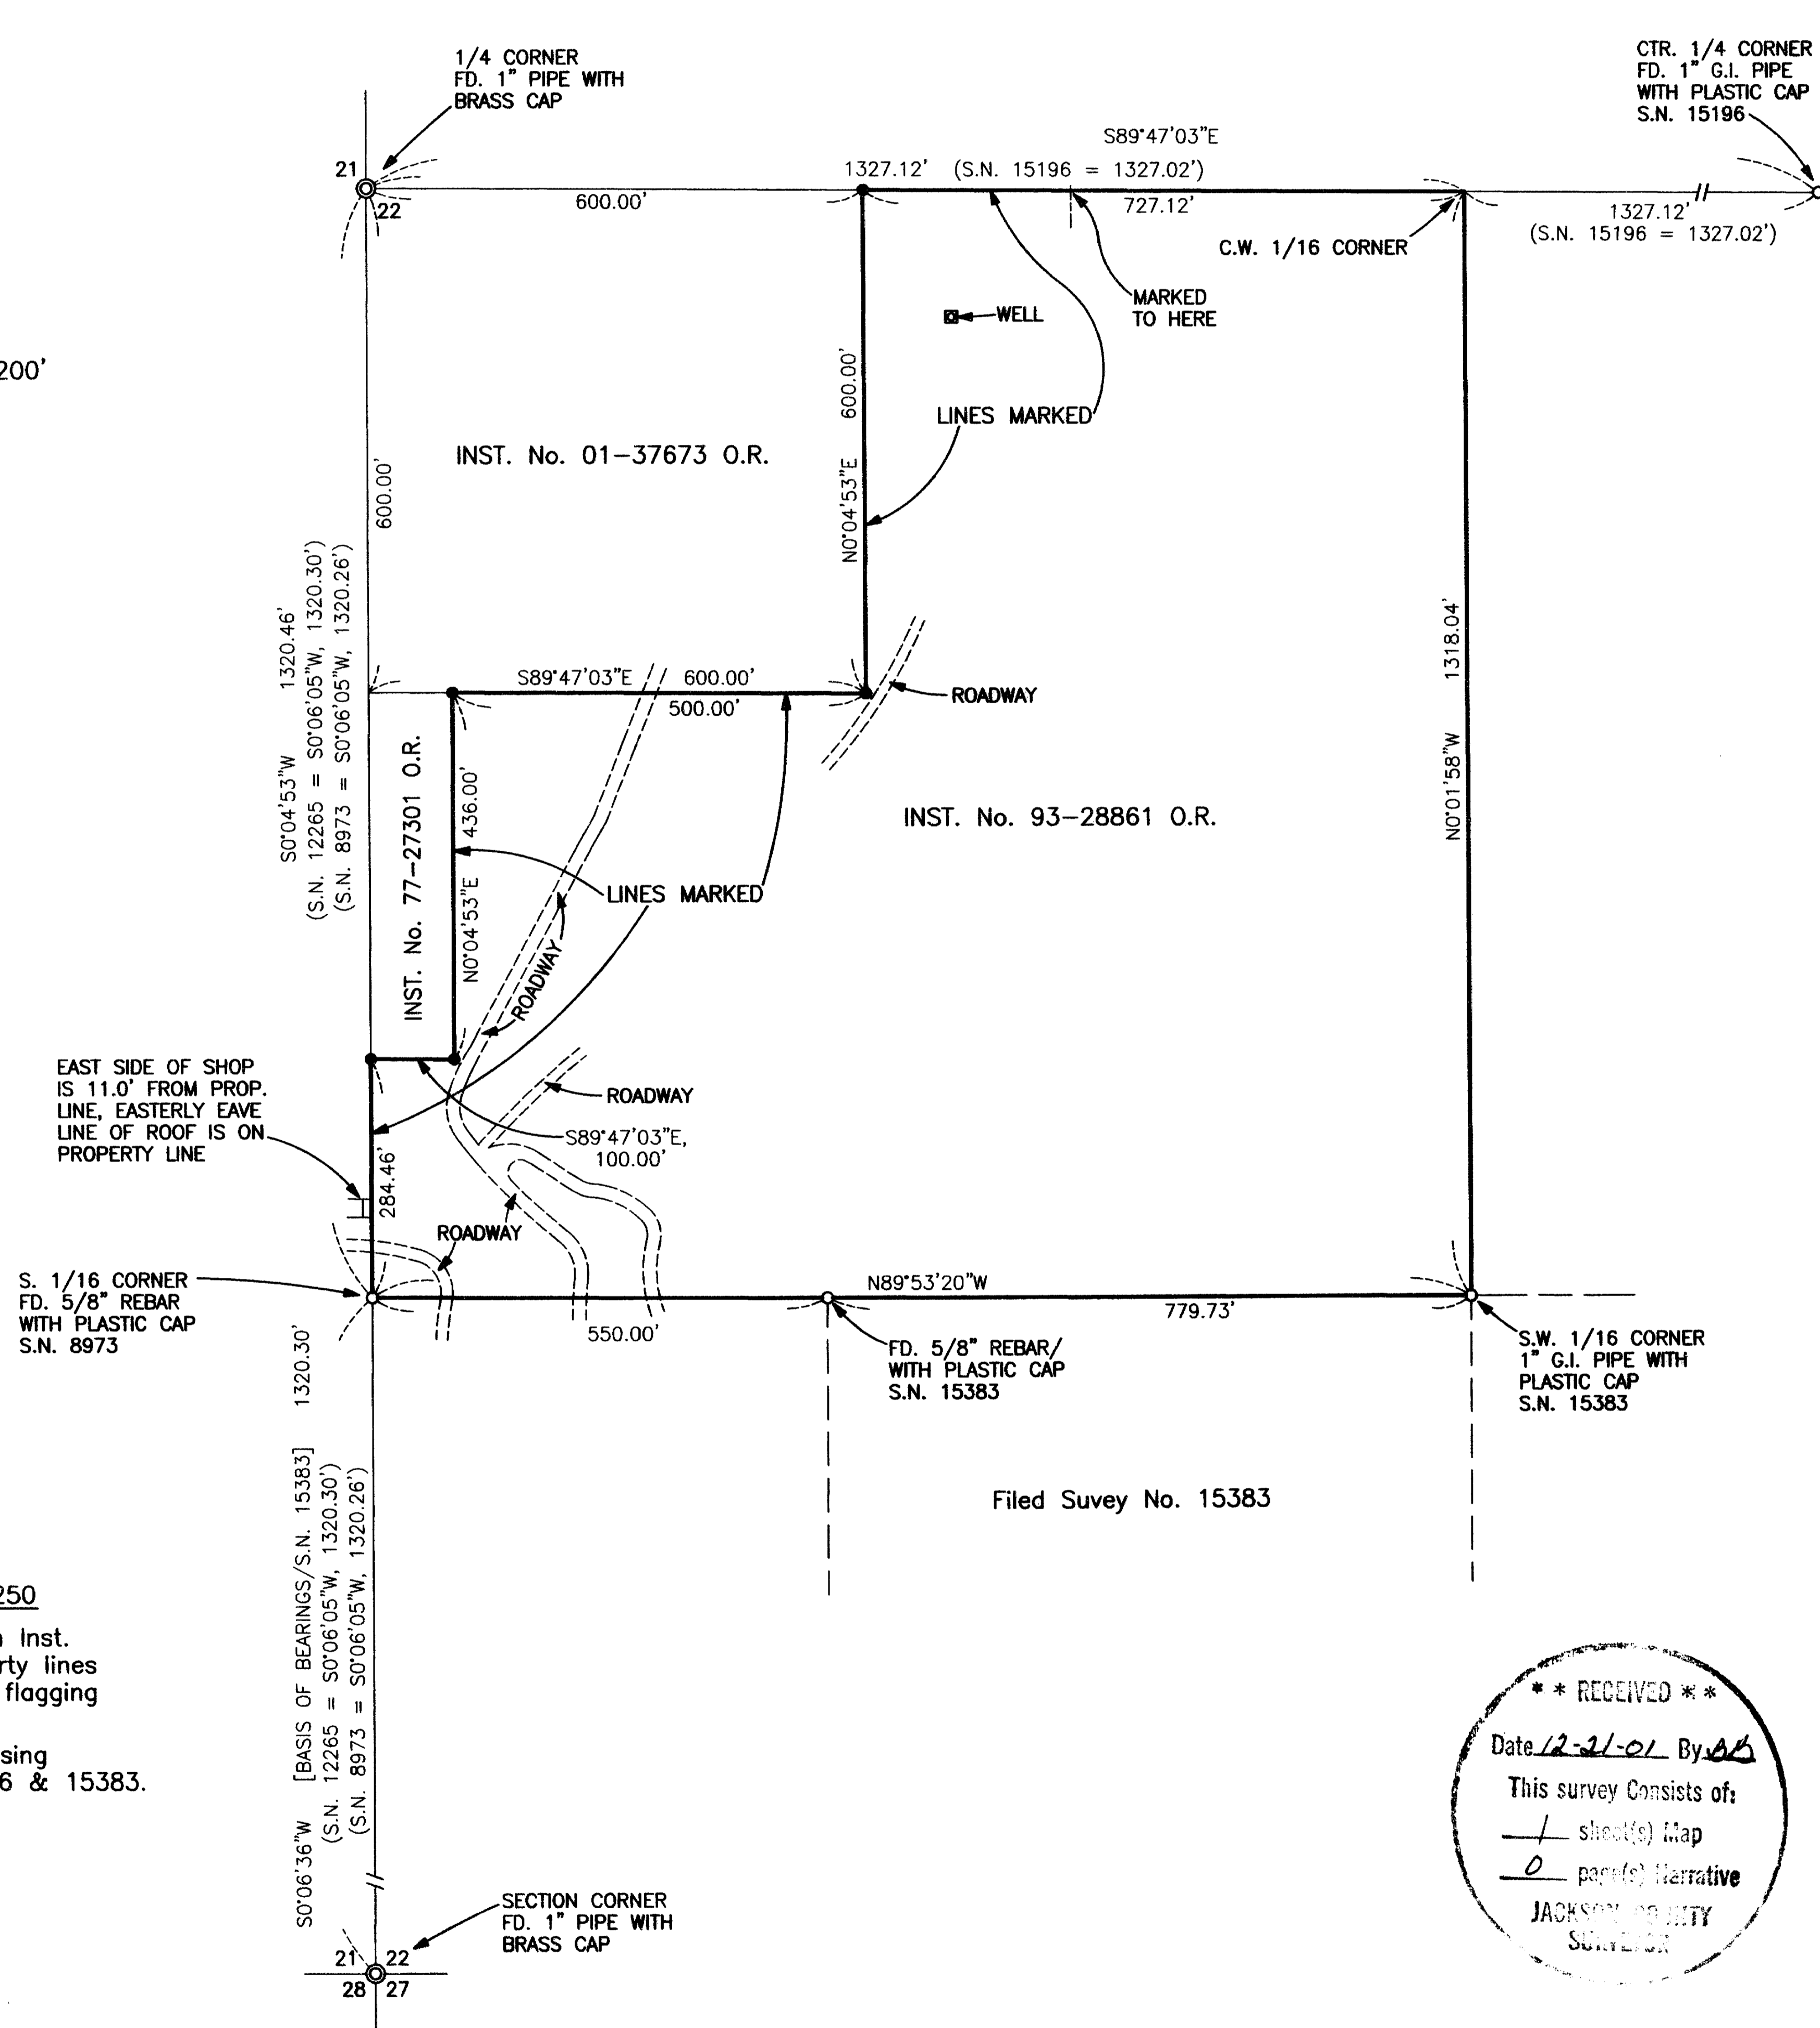 1/4 CORNER
FD. 1" PIPE WITH
BRASS CAP
CTR. 1/4 CORNER
FD. 1" G.I. PIPE
WITH PLASTIC CAP
S.N. 15196
S89°47'03"E
1327.12' (S.N. 15196 = 1327.02')
21
22
600.00'
727.12'
1327.12'
(S.N. 15196 = 1327.02')
C.W. 1/16 CORNER
MARKED
TO HERE
WELL
200'
600.00'
N0°04'53"E
LINES MARKED
INST. No. 01-37673 O.R.
600.00'
S0°04'53"W 1320.46'
(S.N. 12265 = S0°06'05"W, 1320.30')
(S.N. 8973 = S0°06'05"W, 1320.26')
N0°01'58"W 1318.04'
S89°47'03"E 600.00'
500.00'
ROADWAY
INST. No. 77-27301 O.R.
N0°04'53"E 436.00'
INST. No. 93-28861 O.R.
LINES MARKED
ROADWAY
EAST SIDE OF SHOP
IS 11.0' FROM PROP.
LINE, EASTERLY EAVE
LINE OF ROOF IS ON
PROPERTY LINE
ROADWAY
S89°47'03"E,
100.00'
284.46'
ROADWAY
S. 1/16 CORNER
FD. 5/8" REBAR
WITH PLASTIC CAP
S.N. 8973
N89°53'20"W
550.00'
779.73'
FD. 5/8" REBAR/
WITH PLASTIC CAP
S.N. 15383
S.W. 1/16 CORNER
1" G.I. PIPE WITH
PLASTIC CAP
S.N. 15383
S0°06'36"W [BASIS OF BEARINGS/S.N. 15383] 1320.30'
(S.N. 12265 = S0°06'05"W, 1320.30')
(S.N. 8973 = S0°06'05"W, 1320.26')
Filed Suvey No. 15383
250
Inst.
rty lines
flagging
sing
6 & 15383.
SECTION CORNER
FD. 1" PIPE WITH
BRASS CAP
21 22
28 27
* * RECEIVED * *
Date 12-21-01 By BB
This survey Consists of:
1 sheet(s) Map
0 page(s) Narrative
JACKSON COUNTY
SURVEYOR